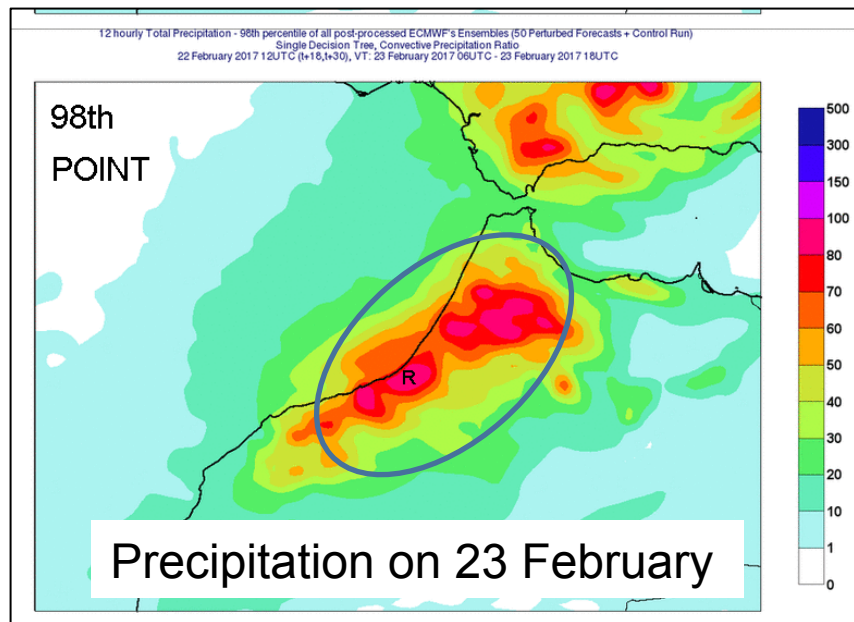 12 hourly Total Precipitation - 98th percentile of all post-processed ECMWF's Ensembles (50 Perturbed Forecasts + Control Run)
Single Decision Tree, Convective Precipitation Ratio
22 February 2017 12UTC (t+18,t+30), VT: 23 February 2017 06UTC - 23 February 2017 18UTC
98th
POINT
500
300
150
100
80
70
60
50
40
30
20
10
1
0
R
Precipitation on 23 February